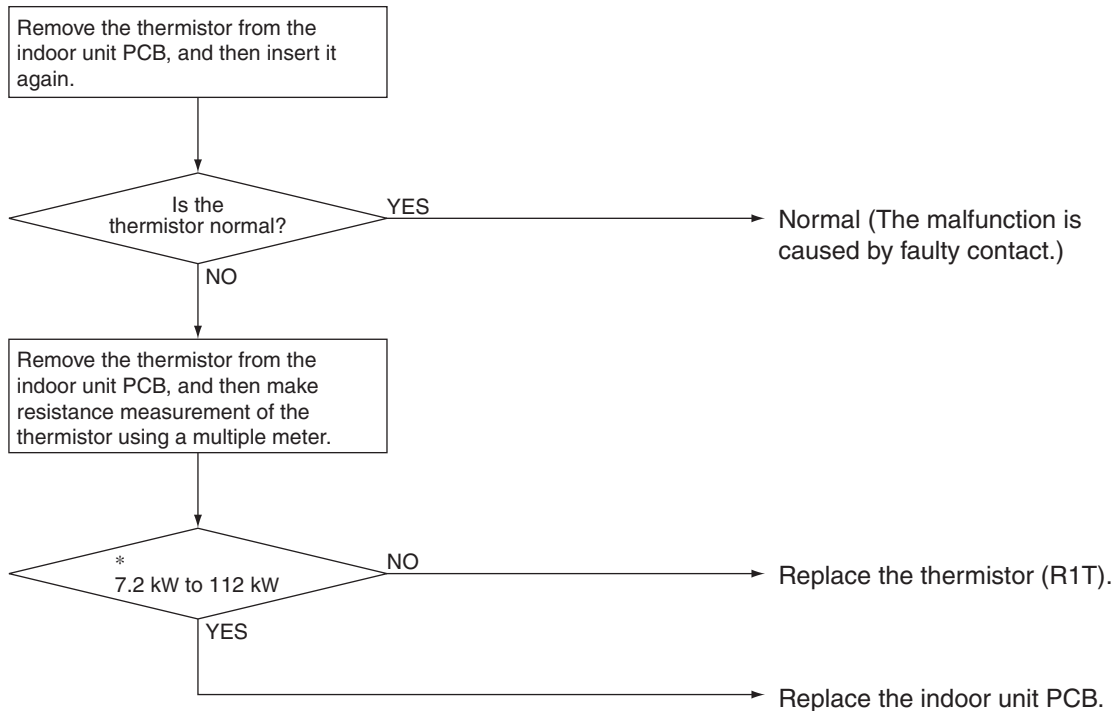 Remove the thermistor from the
indoor unit PCB, and then insert it
again.
Is the
thermistor normal?
YES
Normal (The malfunction is
caused by faulty contact.)
NO
Remove the thermistor from the
indoor unit PCB, and then make
resistance measurement of the
thermistor using a multiple meter.
*
7.2 kW to 112 kW
NO
Replace the thermistor (R1T).
YES
Replace the indoor unit PCB.